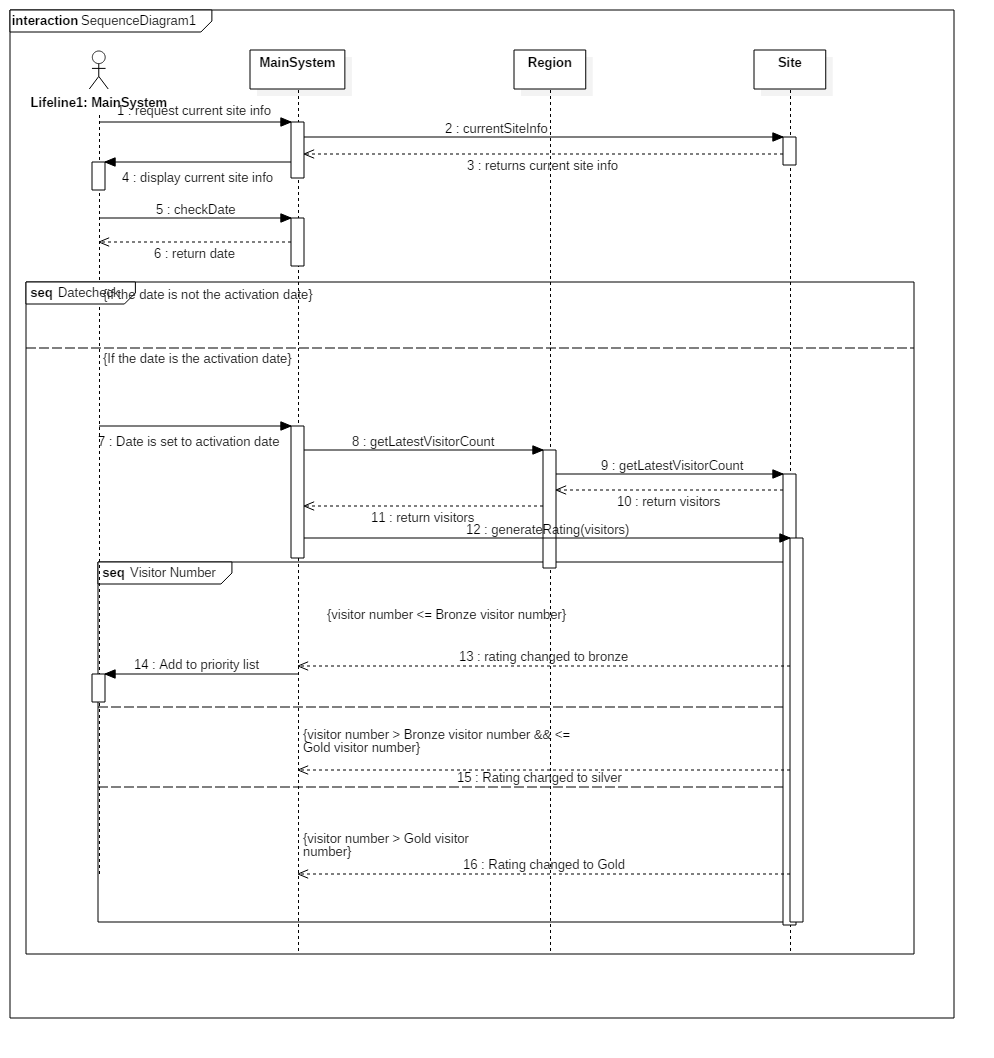 interaction SequenceDiagram1
MainSystem
Region
Site
Lifeline1: MainSystem
1 : request current site info
2 : currentSiteInfo
3 : returns current site info
4 : display current site info
5 : checkDate
6 : return date
seq Datecheck
{If the date is not the activation date}
{If the date is the activation date}
7 : Date is set to activation date
8 : getLatestVisitorCount
9 : getLatestVisitorCount
10 : return visitors
11 : return visitors
12 : generateRating(visitors)
seq Visitor Number
{visitor number <= Bronze visitor number}
13 : rating changed to bronze
14 : Add to priority list
{visitor number > Bronze visitor number && <=
Gold visitor number}
15 : Rating changed to silver
{visitor number > Gold visitor
number}
16 : Rating changed to Gold